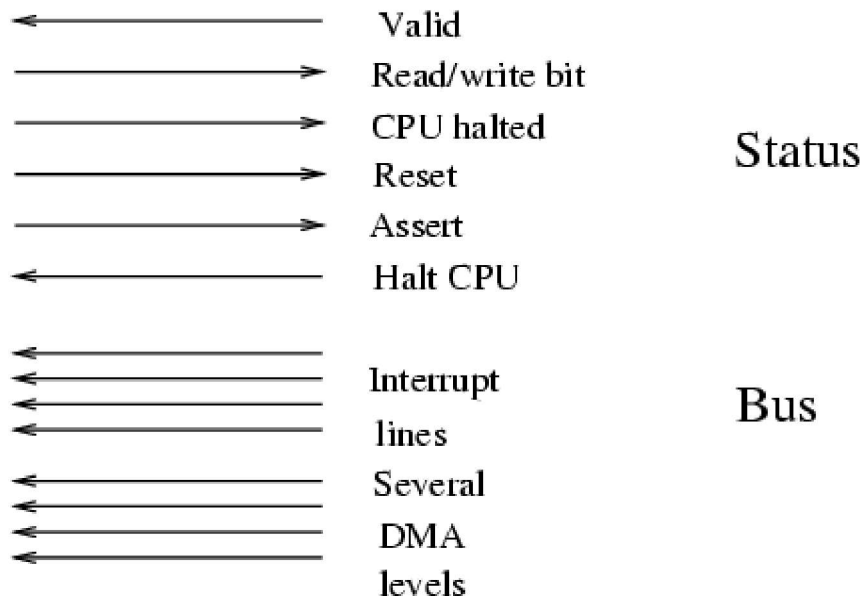 Valid
Read/write bit
CPU halted
Reset
Assert
Halt CPU
Status
Interrupt
lines
Several
DMA
levels
Bus